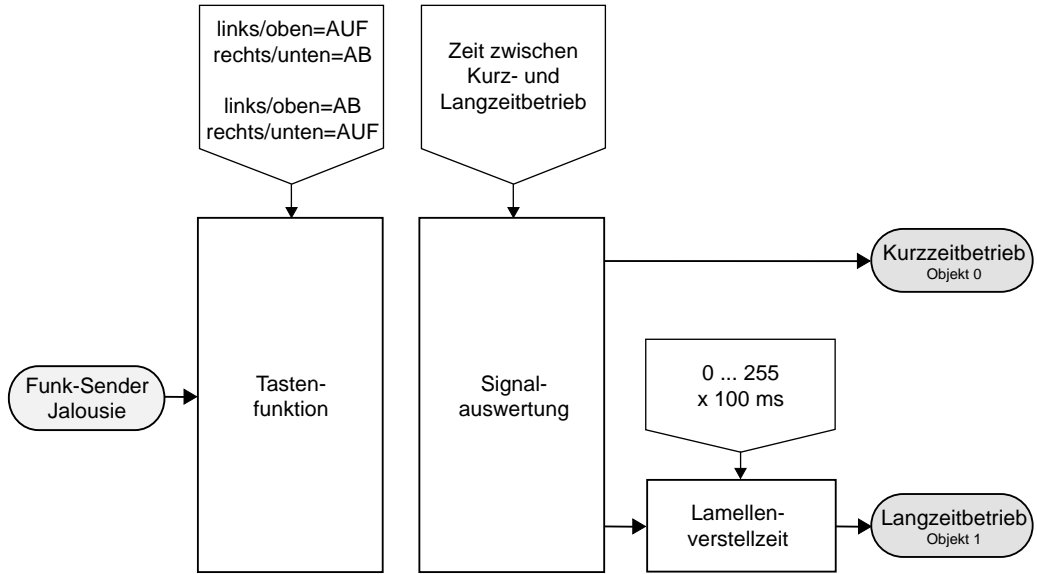 links/oben=AUF
rechts/unten=AB
links/oben=AB
rechts/unten=AUF
Zeit zwischen
Kurz- und
Langzeitbetrieb
Kurzzeitbetrieb
Objekt 0
Funk-Sender
Jalousie
Tasten-
funktion
Signal-
auswertung
0 ... 255
x 100 ms
Lamellen-
verstellzeit
Langzeitbetrieb
Objekt 1